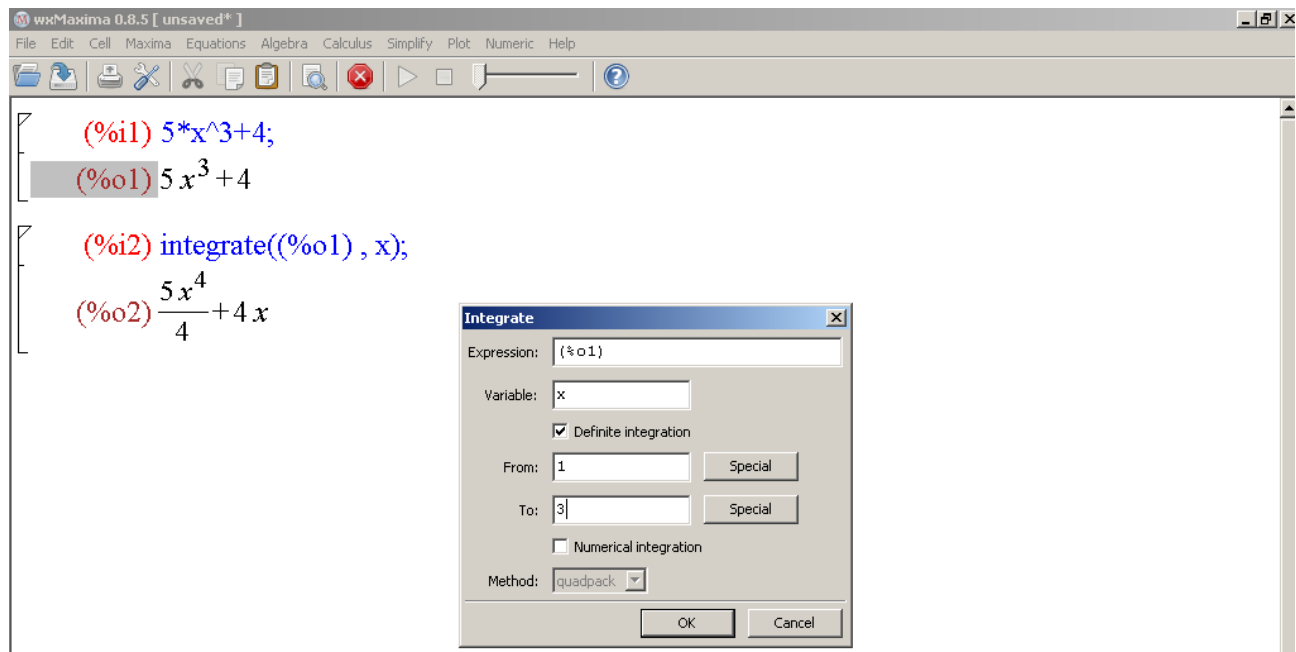 wxMaxima 0.8.5 [ unsaved* ]
File Edit Cell Maxima Equations Algebra Calculus Simplify Plot Numeric Help
(%i1) 5*x^3+4;
(%o1) 5 x³+4
(%i2) integrate((%o1) , x);
(%o2) 5 x⁴/4+4 x
Integrate
Expression: (%o1)
Variable: x
Definite integration
From: 1 Special
To: 3 Special
Numerical integration
Method: quadpack
OK Cancel